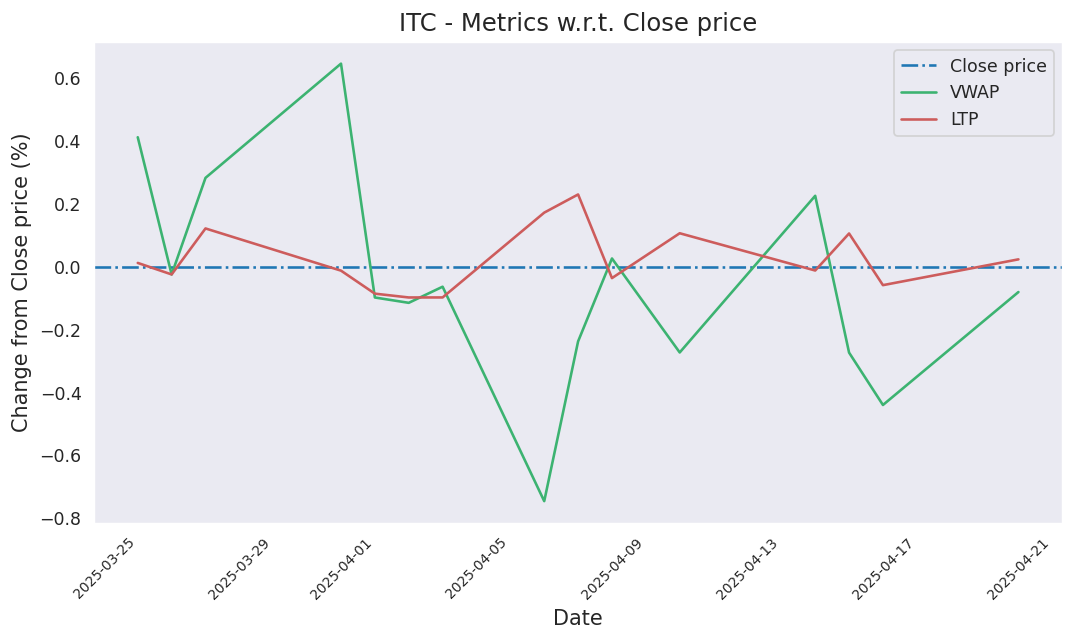 ITC - Metrics w.r.t. Close price
Close price
VWAP
LTP
Change from Close price (%)
0.6
0.4
0.2
0.0
−0.2
−0.4
−0.6
−0.8
2025-03-25
2025-03-29
2025-04-01
2025-04-05
2025-04-09
2025-04-13
2025-04-17
2025-04-21
Date